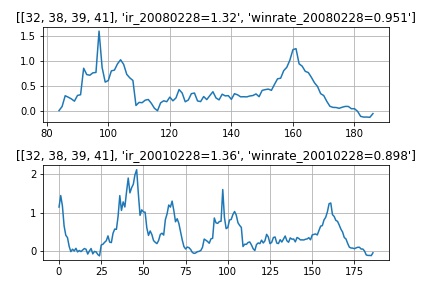 [[32, 38, 39, 41], 'ir_20080228=1.32', 'winrate_20080228=0.951']
1.5
1.0
0.5
0.0
80 100 120 140 160 180
[[32, 38, 39, 41], 'ir_20010228=1.36', 'winrate_20010228=0.898']
2
1
0
0 25 50 75 100 125 150 175